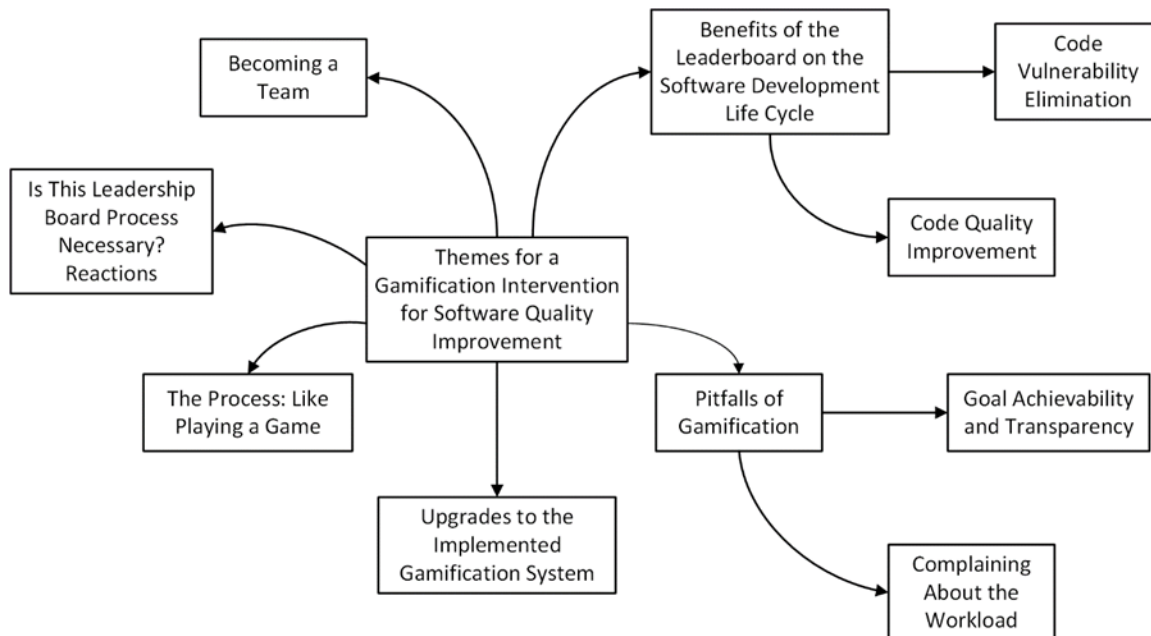 Becoming a
Team
Benefits of the
Leaderboard on the
Software Development
Life Cycle
Code
Vulnerability
Elimination
Is This Leadership
Board Process
Necessary?
Reactions
Code Quality
Improvement
Themes for a
Gamification Intervention
for Software Quality
Improvement
The Process: Like
Playing a Game
Pitfalls of
Gamification
Goal Achievability
and Transparency
Upgrades to the
Implemented
Gamification System
Complaining
About the
Workload